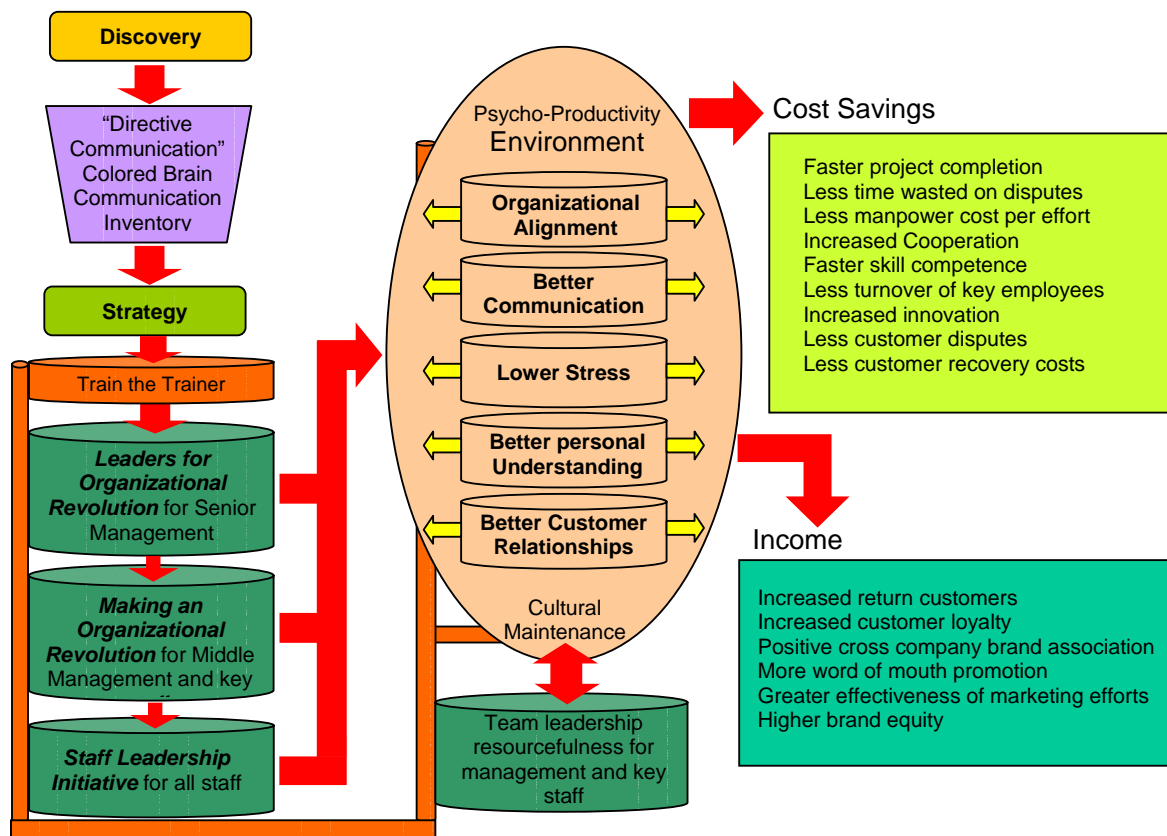 Discovery
“Directive
Communication”
Colored Brain
Communication
Inventory
Strategy
Train the Trainer
Leaders for
Organizational
Revolution for Senior
Management
Making an
Organizational
Revolution for Middle
Management and key
Staff Leadership
Initiative for all staff
Psycho-Productivity
Environment
Organizational
Alignment
Better
Communication
Lower Stress
Better personal
Understanding
Better Customer
Relationships
Cultural
Maintenance
Team leadership
resourcefulness for
management and key
staff
Cost Savings
Faster project completion
Less time wasted on disputes
Less manpower cost per effort
Increased Cooperation
Faster skill competence
Less turnover of key employees
Increased innovation
Less customer disputes
Less customer recovery costs
Income
Increased return customers
Increased customer loyalty
Positive cross company brand association
More word of mouth promotion
Greater effectiveness of marketing efforts
Higher brand equity